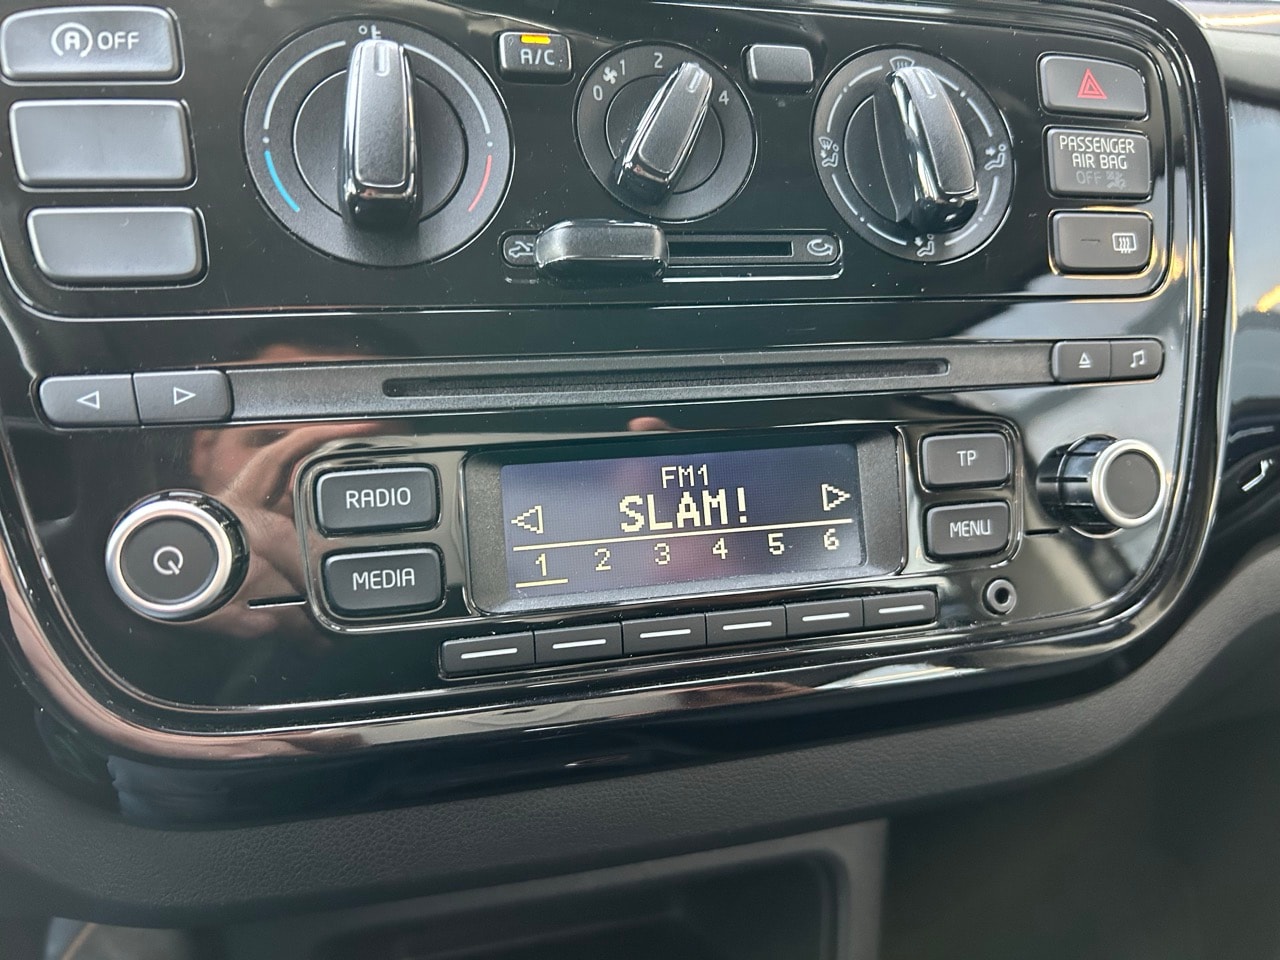 (A) OFF
A/C
0 1 2 4
PASSENGER
AIR BAG
OFF
RADIO
MEDIA
FM1
SLAM!
1 2 3 4 5 6
TP
MENU